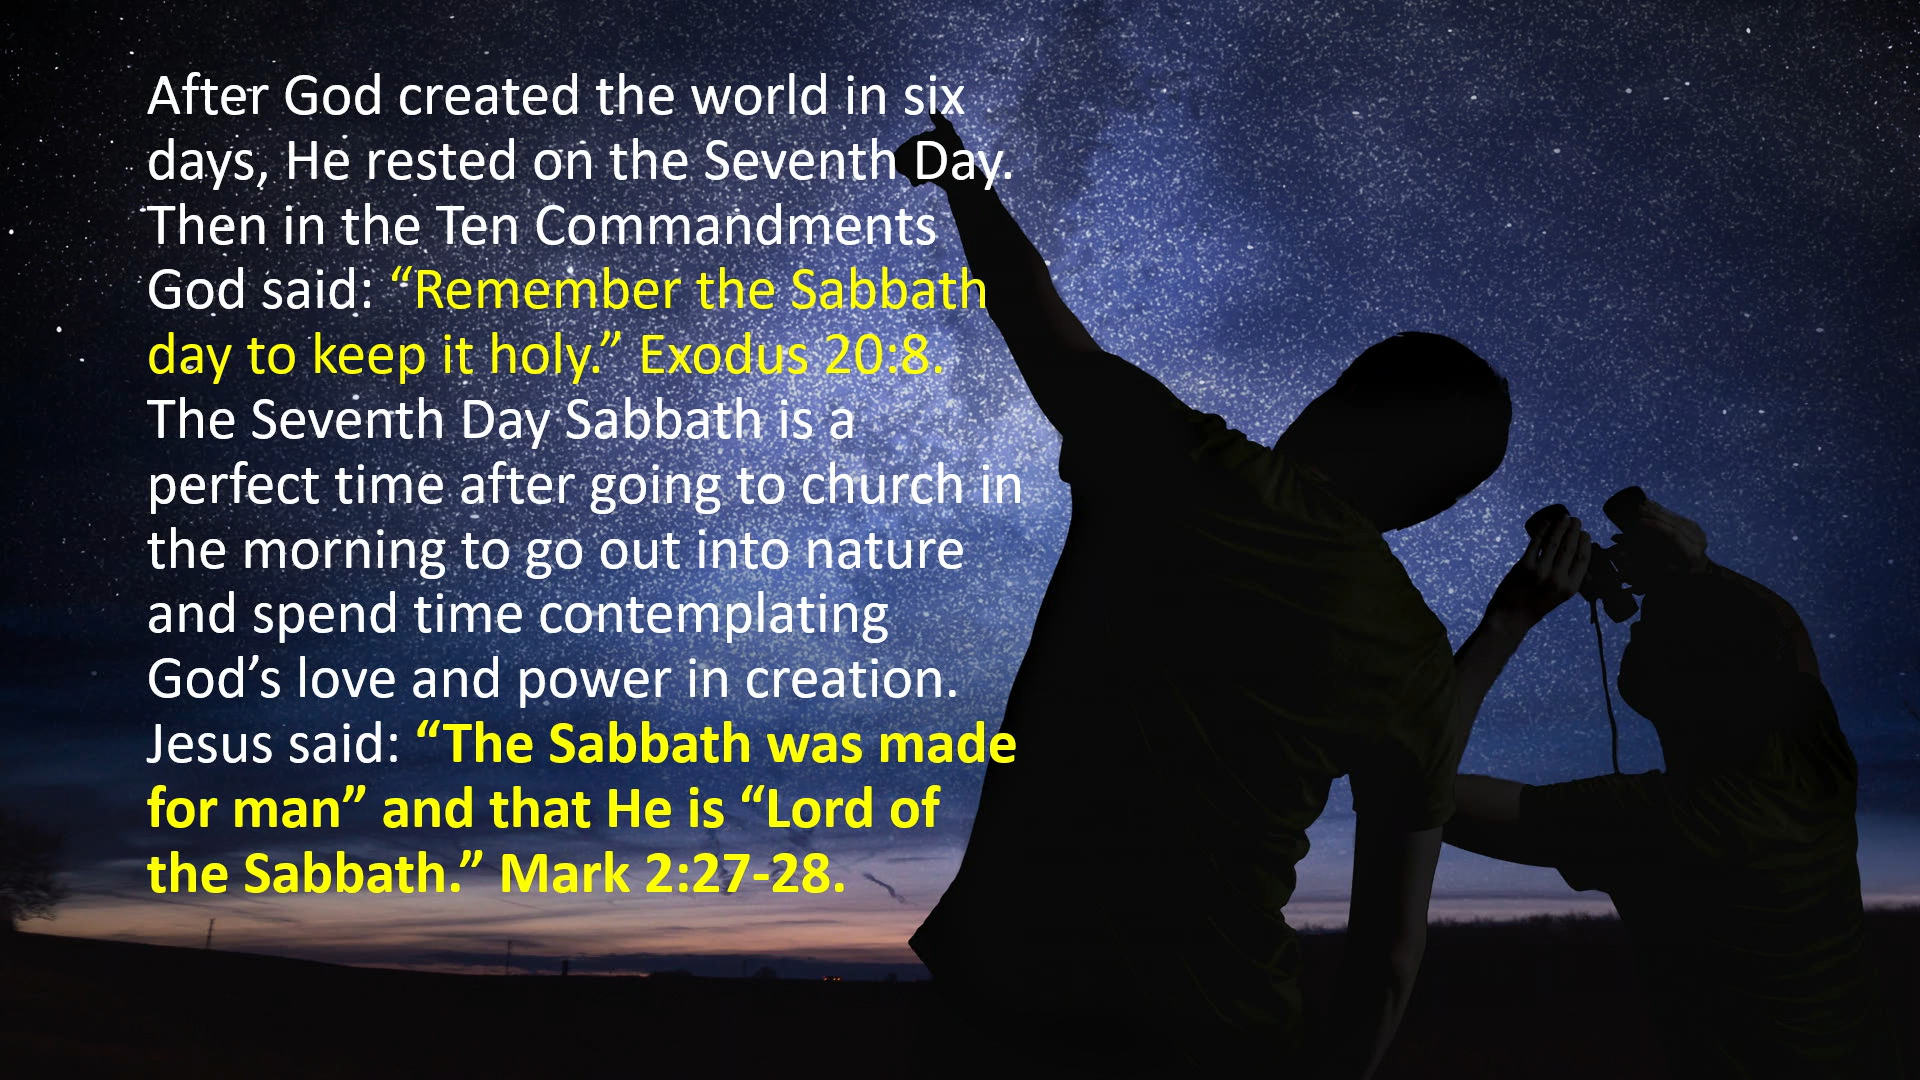 After God created the world in six
days, He rested on the Seventh Day.
Then in the Ten Commandments
God said: “Remember the Sabbath
day to keep it holy.” Exodus 20:8.
The Seventh Day Sabbath is a
perfect time after going to church in
the morning to go out into nature
and spend time contemplating
God’s love and power in creation.
Jesus said: “The Sabbath was made
for man” and that He is “Lord of
the Sabbath.” Mark 2:27-28.